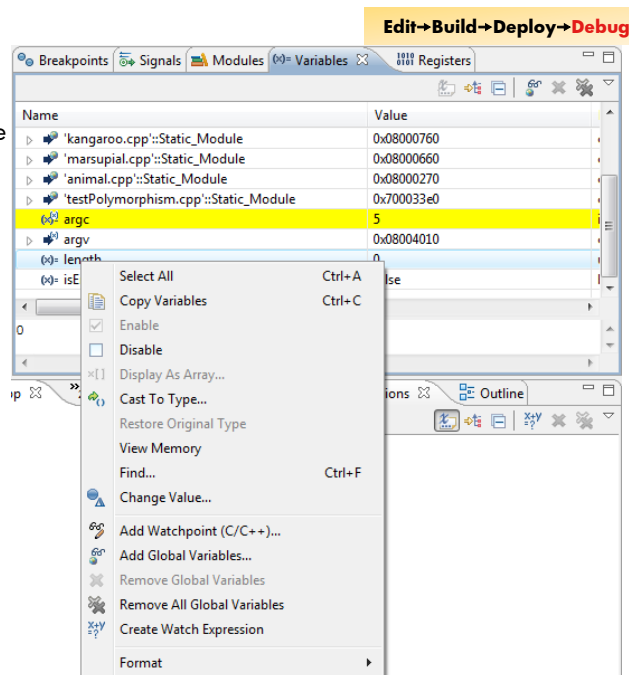 Edit→Build→Deploy→Debug
Breakpoints Signals Modules (x)= Variables Registers
Name Value
e
'kangaroo.cpp'::Static_Module 0x08000760
'marsupial.cpp'::Static_Module 0x08000660
'animal.cpp'::Static_Module 0x08000270
'testPolymorphism.cpp'::Static_Module 0x700033e0
argc 5
argv 0x08004010
(x)= length 0
(x)= isE lse
0
Select All Ctrl+A
Copy Variables Ctrl+C
Enable
Disable
Display As Array...
p ions Outline
Cast To Type...
Restore Original Type
View Memory
Find... Ctrl+F
Change Value...
Add Watchpoint (C/C++)...
Add Global Variables...
Remove Global Variables
Remove All Global Variables
Create Watch Expression
Format